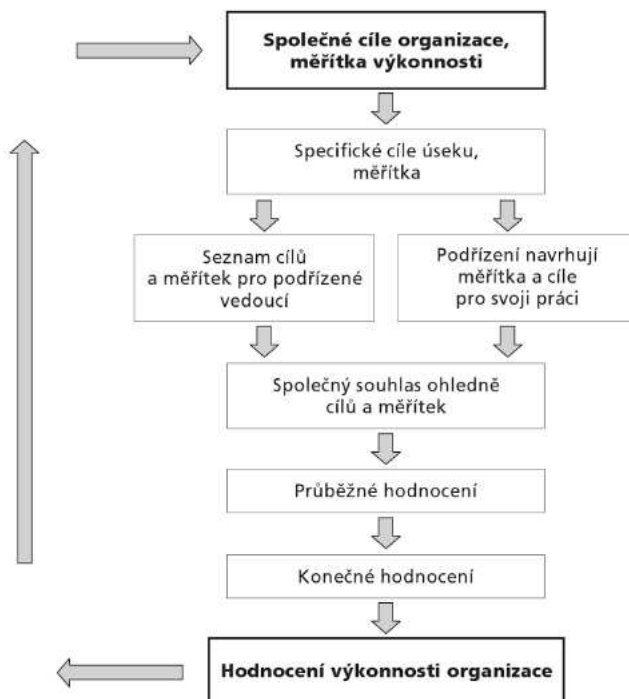 Společné cíle organizace,
měřítka výkonnosti
Specifické cíle úseku,
měřítka
Seznam cílů
a měřítek pro podřízené
vedoucí
Podřízení navrhují
měřítka a cíle
pro svoji práci
Společný souhlas ohledně
cílů a měřítek
Průběžné hodnocení
Konečné hodnocení
Hodnocení výkonnosti organizace